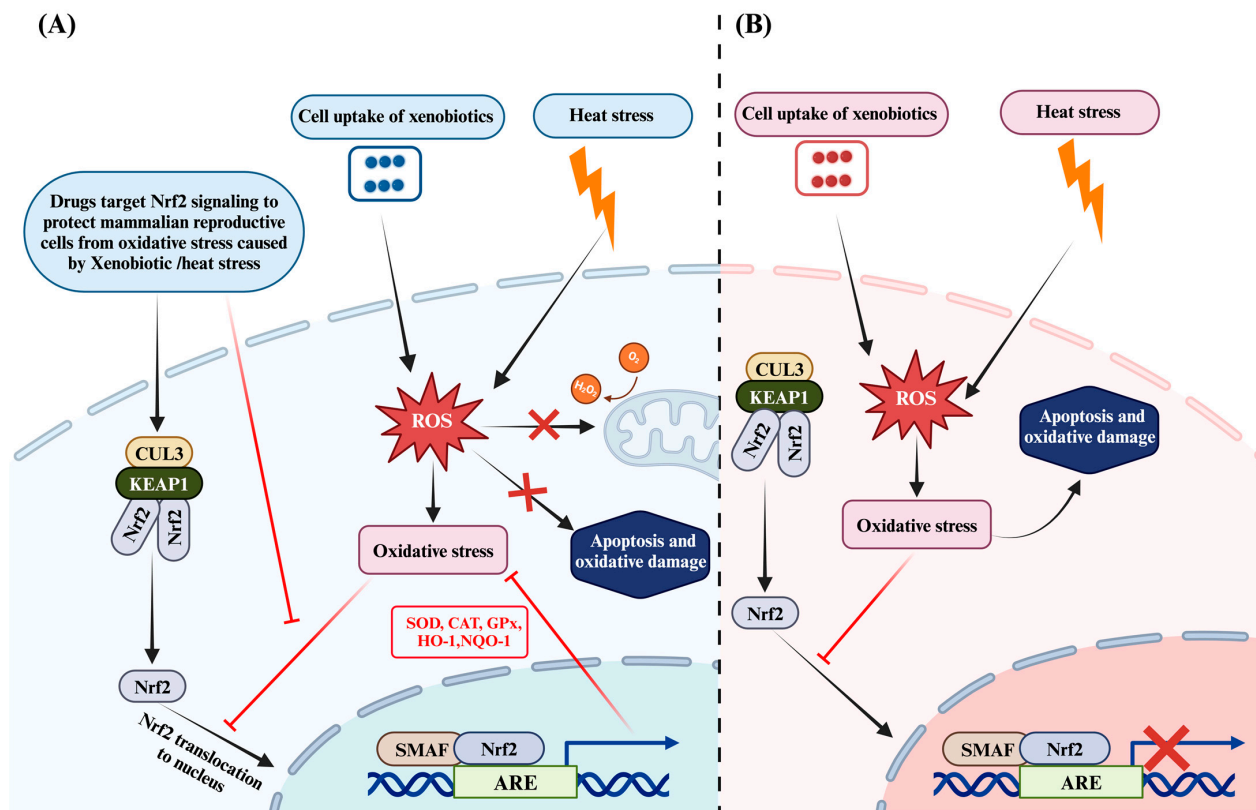 (A)
Cell uptake of xenobiotics
Heat stress
Drugs target Nrf2 signaling to
protect mammalian reproductive
cells from oxidative stress caused
by Xenobiotic /heat stress
O₂
H₂O₂
ROS
CUL3
KEAP1
Nrf2
Nrf2
Oxidative stress
Apoptosis and
oxidative damage
SOD, CAT, GPx,
HO-1,NQO-1
Nrf2
Nrf2 translocation
to nucleus
SMAF
Nrf2
ARE
(B)
Cell uptake of xenobiotics
Heat stress
CUL3
KEAP1
Nrf2
Nrf2
ROS
Apoptosis and
oxidative damage
Oxidative stress
Nrf2
SMAF
Nrf2
ARE